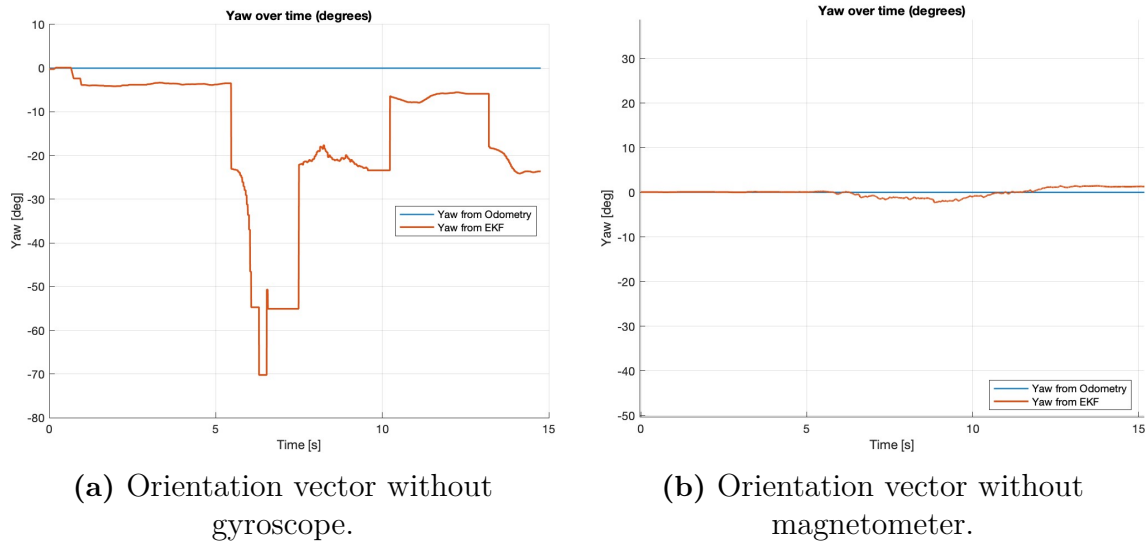 Yaw over time (degrees)
10
0
-10
-20
-30
-40
-50
-60
-70
-80
Yaw [deg]
Yaw from Odometry
Yaw from EKF
0
5
10
15
Time [s]
(a) Orientation vector without
gyroscope.
Yaw over time (degrees)
30
20
10
0
-10
-20
-30
-40
-50
Yaw [deg]
Yaw from Odometry
Yaw from EKF
0
5
10
15
Time [s]
(b) Orientation vector without
magnetometer.